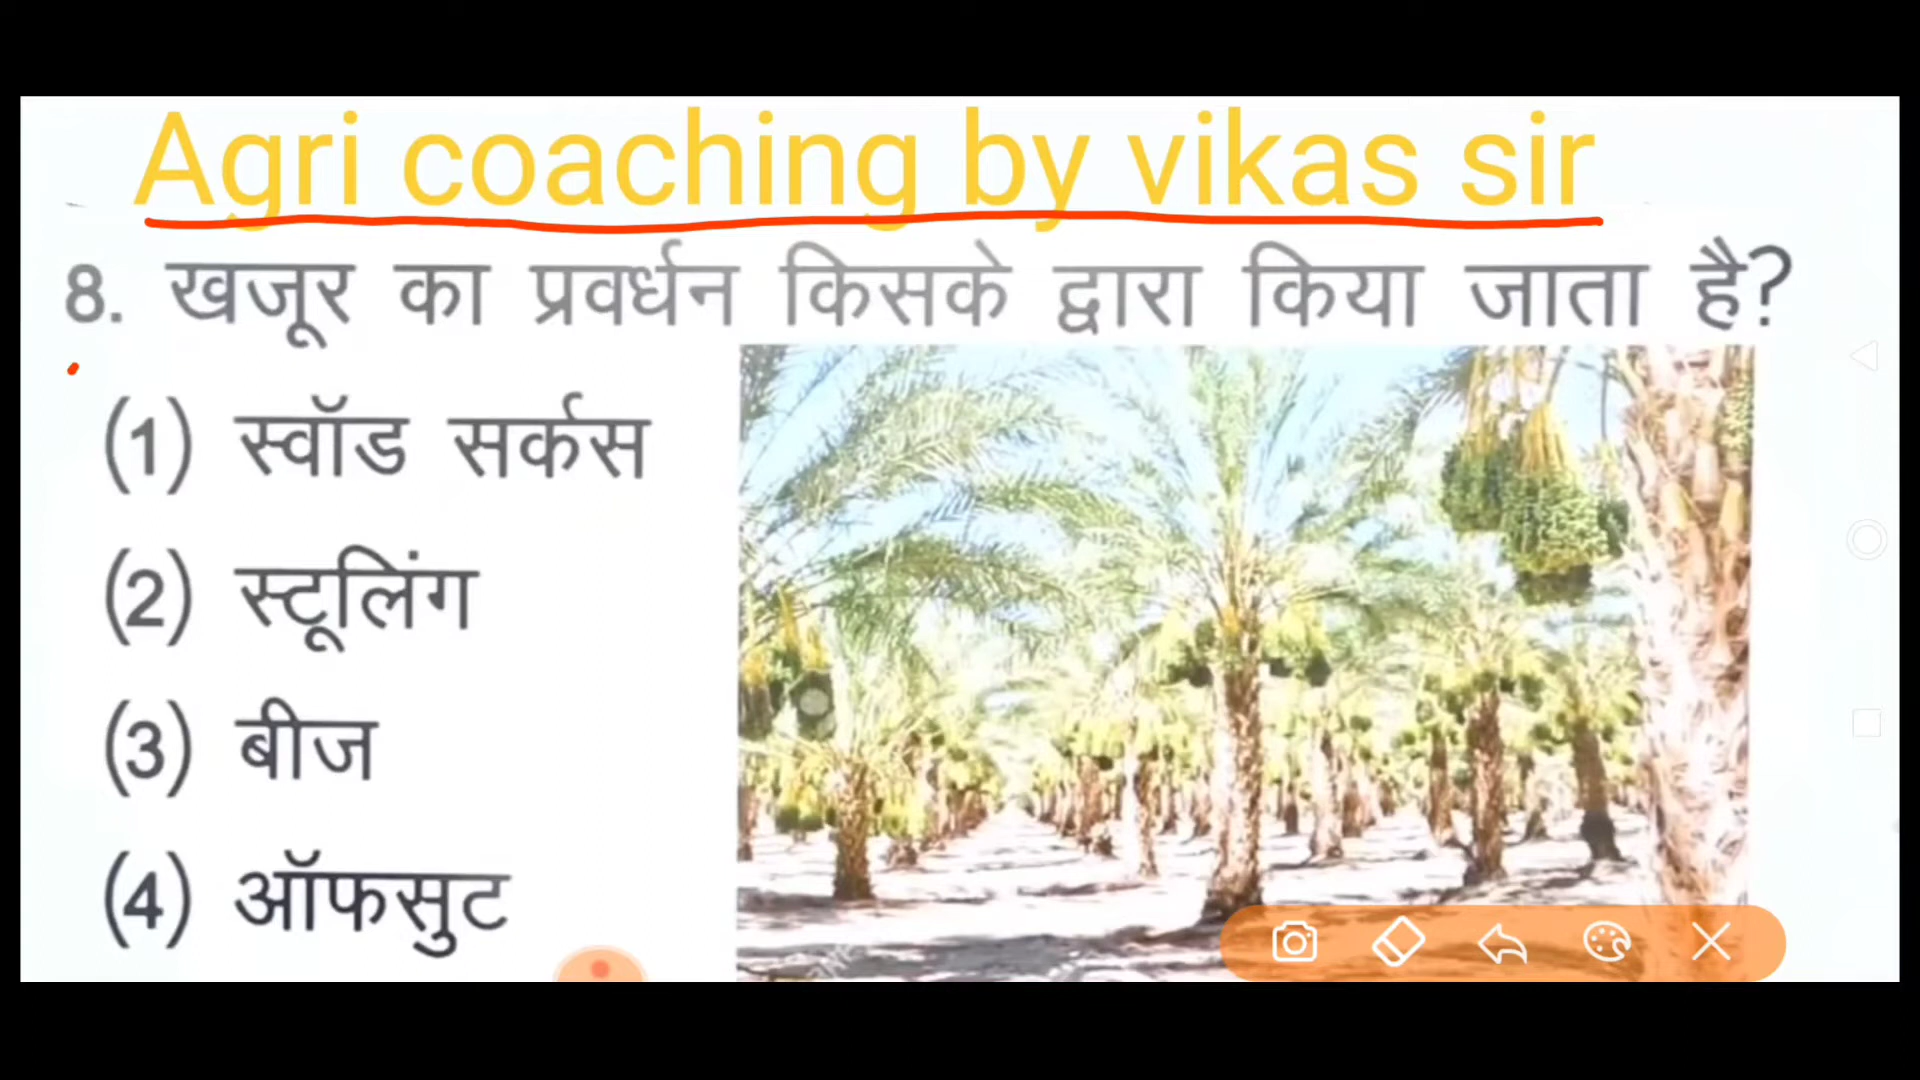 Agri coaching by vikas sir
8. खजूर का प्रवर्धन किसके द्वारा किया जाता है?
(1) स्वॉड सर्कस
(2) स्टूलिंग
(3) बीज
(4) ऑफसुट